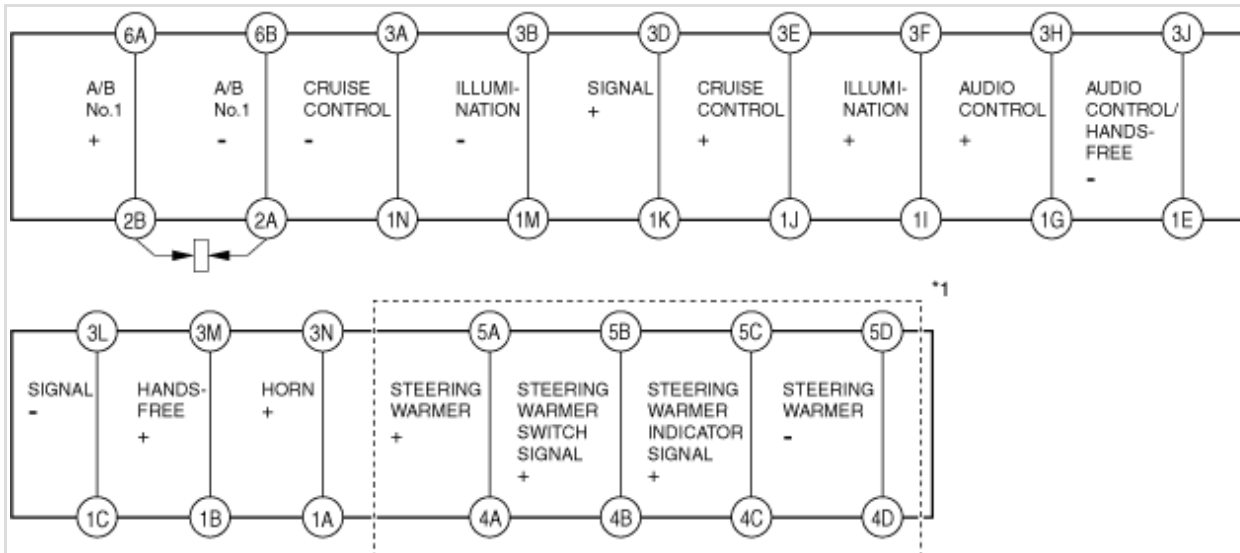 6A 6B 3A 3B 3D 3E 3F 3H 3J
A/B No.1 +
A/B No.1 -
CRUISE CONTROL -
ILLUMI-NATION -
SIGNAL +
CRUISE CONTROL +
ILLUMI-NATION +
AUDIO CONTROL +
AUDIO CONTROL/HANDS-FREE -
2B 2A 1N 1M 1K 1J 1I 1G 1E
*1
3L 3M 3N 5A 5B 5C 5D
SIGNAL -
HANDS-FREE +
HORN +
STEERING WARMER +
STEERING WARMER SWITCH SIGNAL +
STEERING WARMER INDICATOR SIGNAL +
STEERING WARMER -
1C 1B 1A 4A 4B 4C 4D